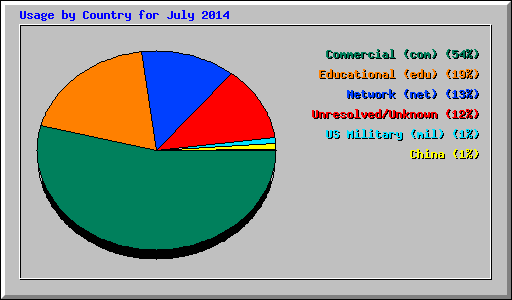 Usage by Country for July 2014
Commercial (com) (54%)
Educational (edu) (19%)
Network (net) (13%)
Unresolved/Unknown (12%)
US Military (mil) (1%)
China (1%)